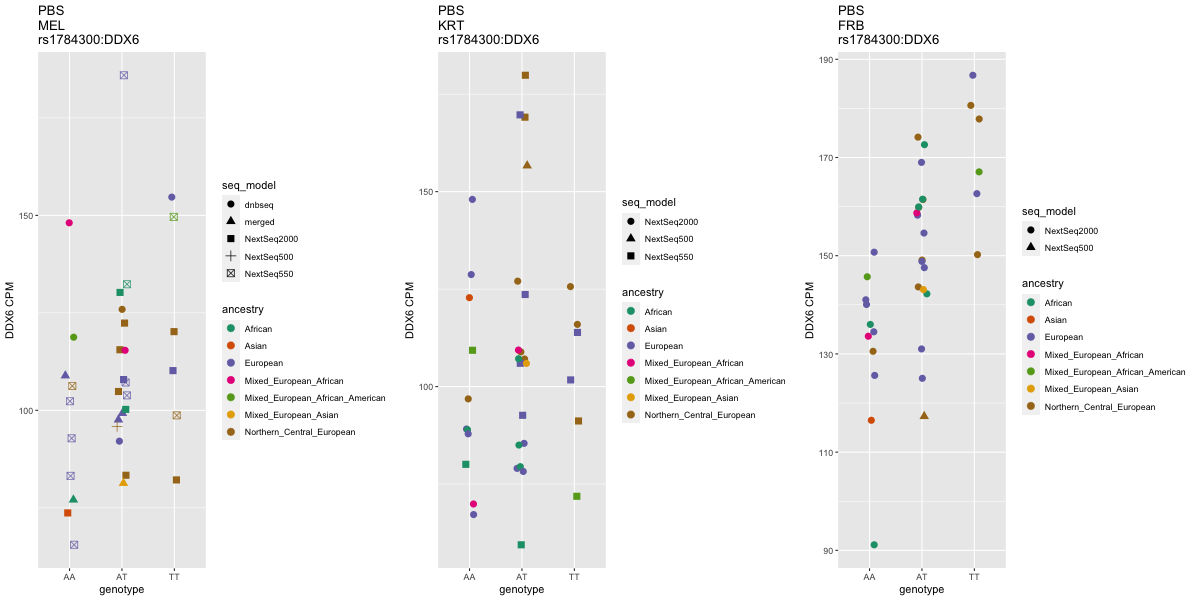 PBS
MEL
rs1784300:DDX6
150
100
DDX6 CPM
AA
AT
TT
genotype
seq_model
dnbseq
merged
NextSeq2000
NextSeq500
NextSeq550
ancestry
African
Asian
European
Mixed_European_African
Mixed_European_African_American
Mixed_European_Asian
Northern_Central_European
PBS
KRT
rs1784300:DDX6
150
100
DDX6 CPM
AA
AT
TT
genotype
seq_model
NextSeq2000
NextSeq500
NextSeq550
ancestry
African
Asian
European
Mixed_European_African
Mixed_European_African_American
Mixed_European_Asian
Northern_Central_European
PBS
FRB
rs1784300:DDX6
190
170
150
130
110
90
DDX6 CPM
AA
AT
TT
genotype
seq_model
NextSeq2000
NextSeq500
ancestry
African
Asian
European
Mixed_European_African
Mixed_European_African_American
Mixed_European_Asian
Northern_Central_European